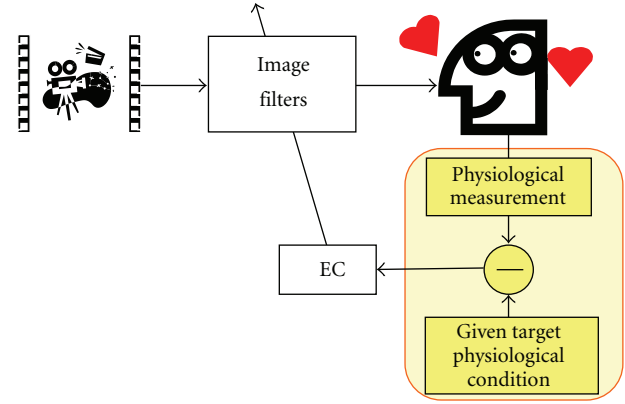 Image
filters
Physiological
measurement
EC
—
Given target
physiological
condition